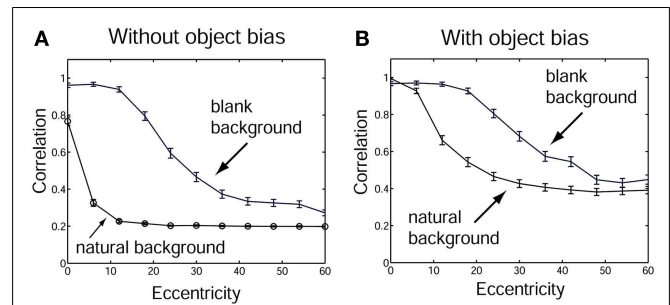 A
Without object bias
1
0.8
0.6
0.4
0.2
0
0
10
20
30
40
50
60
Correlation
Eccentricity
blank
background
natural background
B
With object bias
1
0.8
0.6
0.4
0.2
0
0
10
20
30
40
50
60
Correlation
Eccentricity
blank
background
natural
background